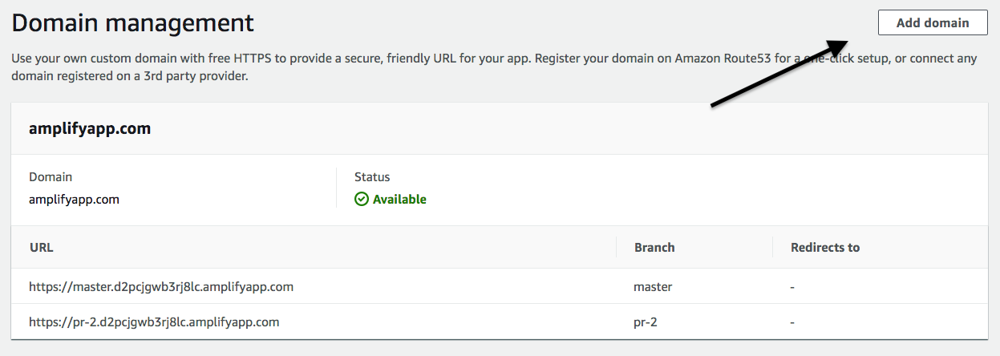 Domain management
Add domain
Use your own custom domain with free HTTPS to provide a secure, friendly URL for your app. Register your domain on Amazon Route53 for a one-click setup, or connect any
domain registered on a 3rd party provider.
amplifyapp.com
Domain
Status
amplifyapp.com
Available
URL
Branch
Redirects to
https://master.d2pcjgwb3rj8lc.amplifyapp.com
master
-
https://pr-2.d2pcjgwb3rj8lc.amplifyapp.com
pr-2
-